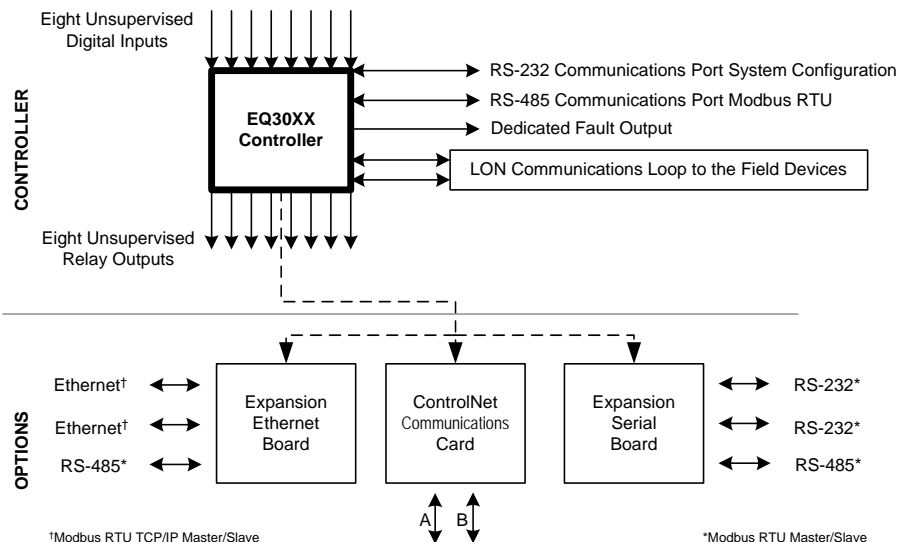 Eight Unsupervised
Digital Inputs
CONTROLLER
EQ30XX
Controller
RS-232 Communications Port System Configuration
RS-485 Communications Port Modbus RTU
Dedicated Fault Output
LON Communications Loop to the Field Devices
Eight Unsupervised
Relay Outputs
OPTIONS
Ethernet†
Ethernet†
RS-485*
Expansion
Ethernet
Board
ControlNet
Communications
Card
Expansion
Serial
Board
RS-232*
RS-232*
RS-485*
A B
†Modbus RTU TCP/IP Master/Slave
*Modbus RTU Master/Slave